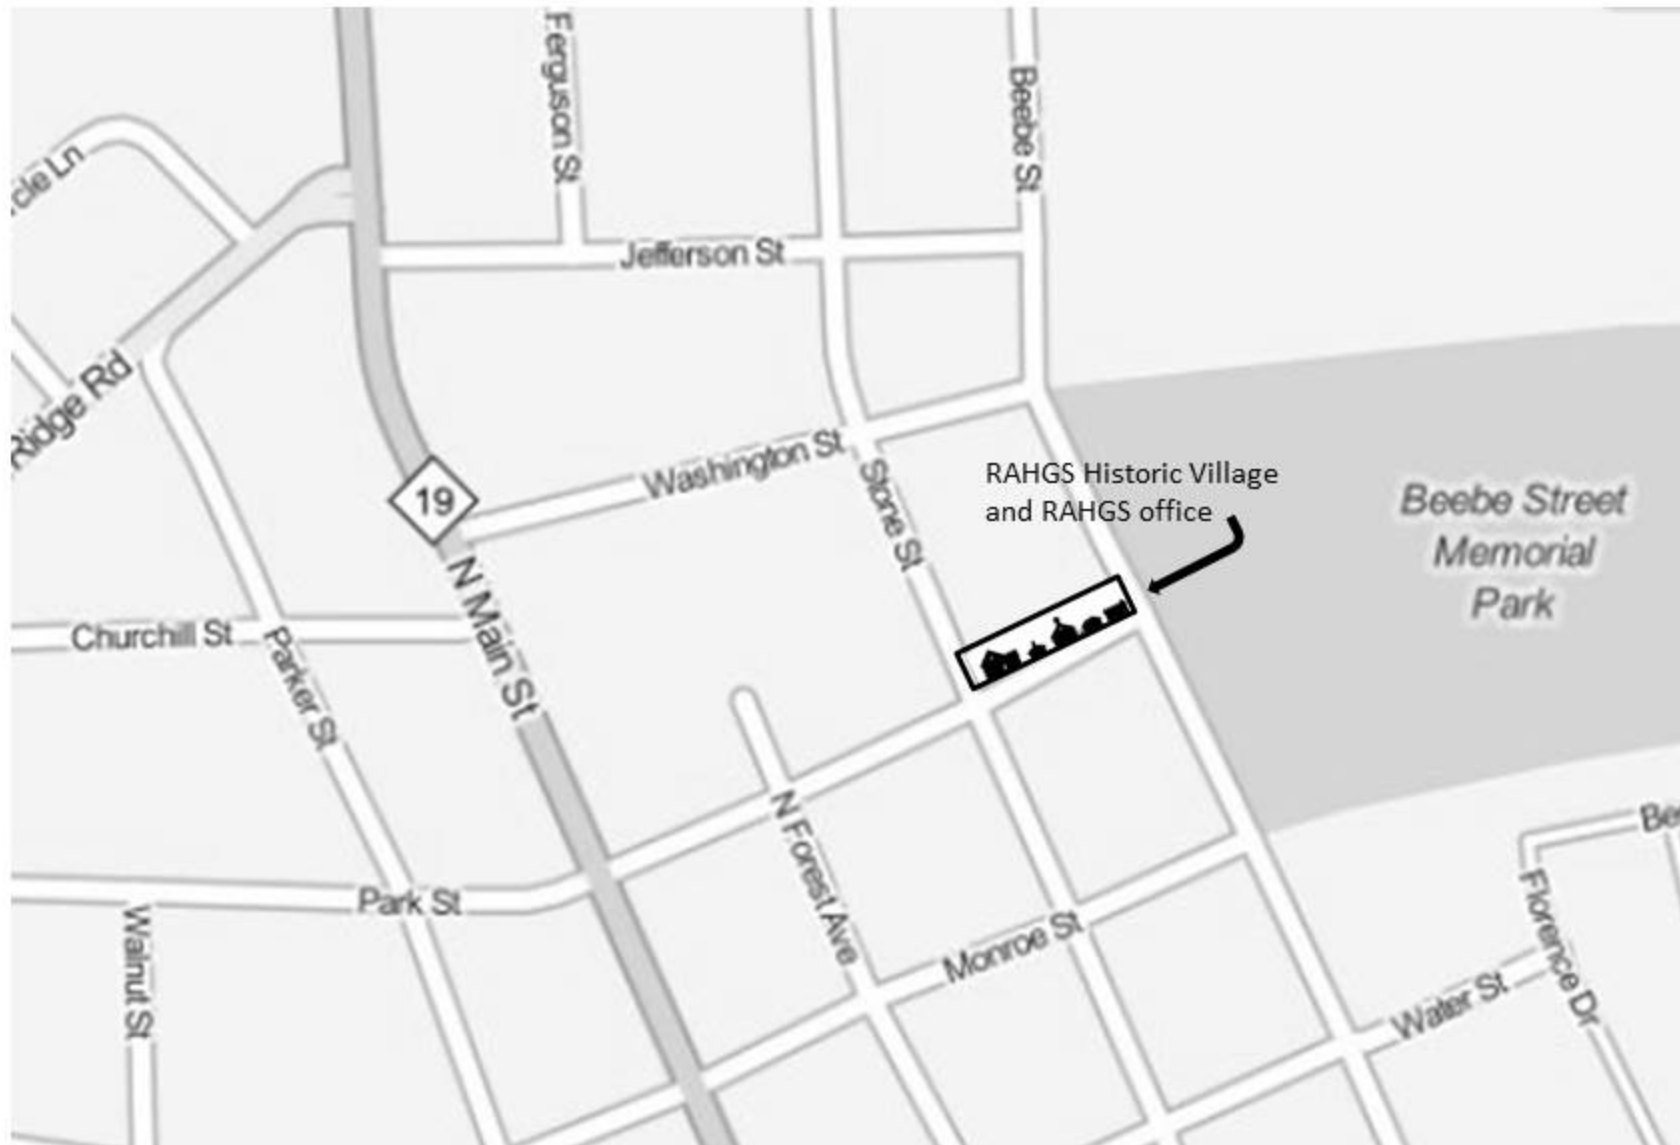 Ferguson St
Beebe St
cle Ln
Jefferson St
Ridge Rd
Washington St
RAHGS Historic Village
and RAHGS office
Beebe Street
Memorial
Park
19
Stone St
N Main St
Churchill St
Parker St
N Forest Ave
Park St
Walnut St
Monroe St
Be
Florence Dr
Water St